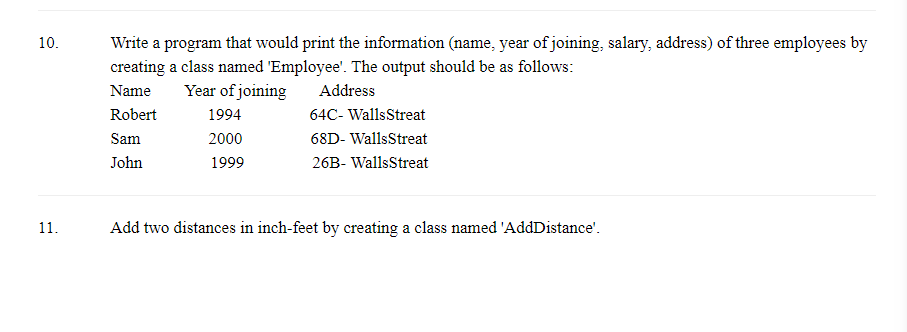 10. Write a program that would print the information (name, year of joining, salary, address) of three employees by
creating a class named 'Employee'. The output should be as follows:
Name Year of joining Address
Robert 1994 64C- WallsStreat
Sam 2000 68D- WallsStreat
John 1999 26B- WallsStreat
11. Add two distances in inch-feet by creating a class named 'AddDistance'.